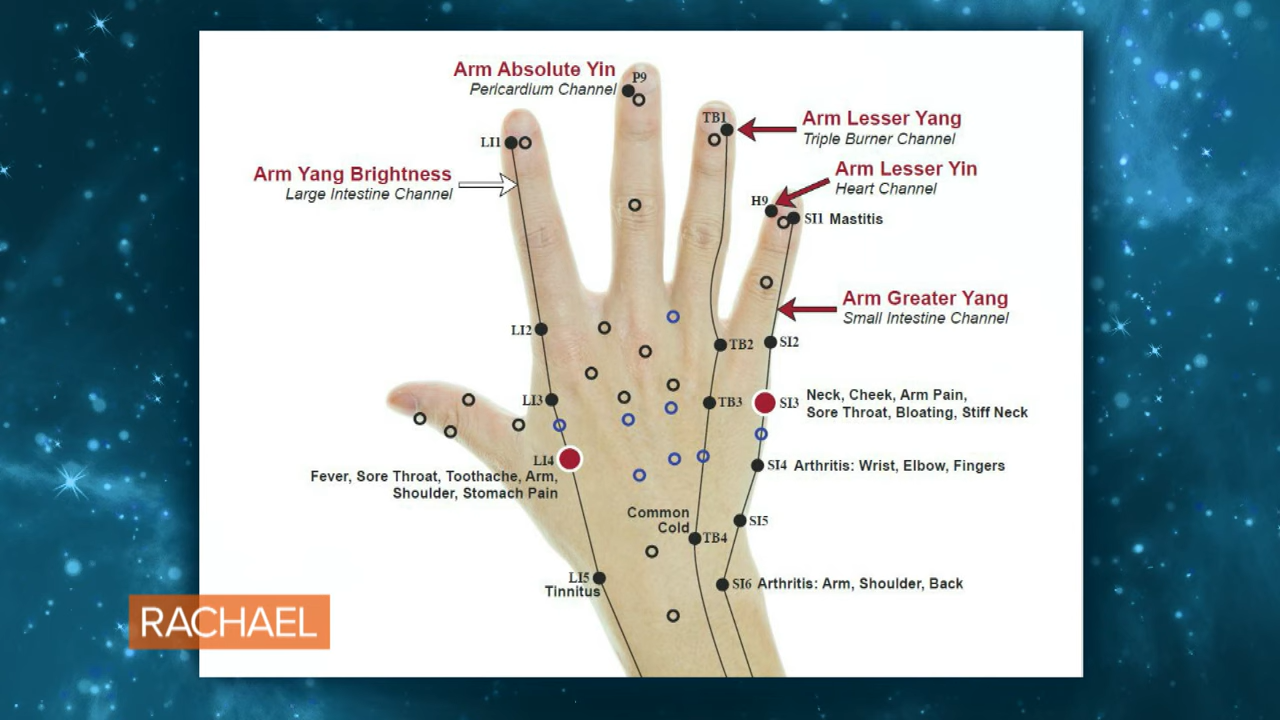 Arm Absolute Yin
Pericardium Channel
P9
TB1
Arm Lesser Yang
Triple Burner Channel
LI1
Arm Yang Brightness
Large Intestine Channel
Arm Lesser Yin
Heart Channel
H9
SI1 Mastitis
Arm Greater Yang
Small Intestine Channel
LI2
TB2
SI2
LI3
TB3
SI3
Neck, Cheek, Arm Pain,
Sore Throat, Bloating, Stiff Neck
LI4
Fever, Sore Throat, Toothache, Arm,
Shoulder, Stomach Pain
SI4 Arthritis: Wrist, Elbow, Fingers
Common
Cold
TB4
SI5
LI5
Tinnitus
SI6 Arthritis: Arm, Shoulder, Back
RACHAEL